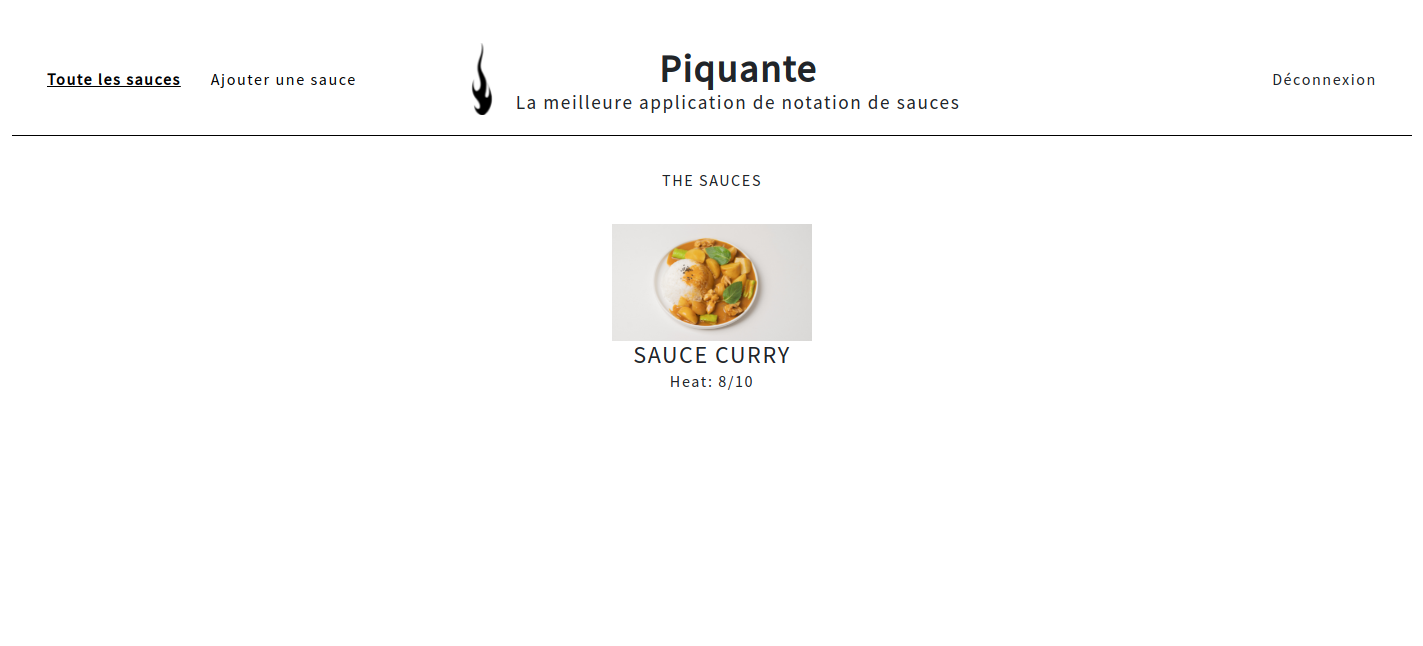 Toute les sauces
Ajouter une sauce
Piquante
La meilleure application de notation de sauces
Déconnexion
THE SAUCES
SAUCE CURRY
Heat: 8/10